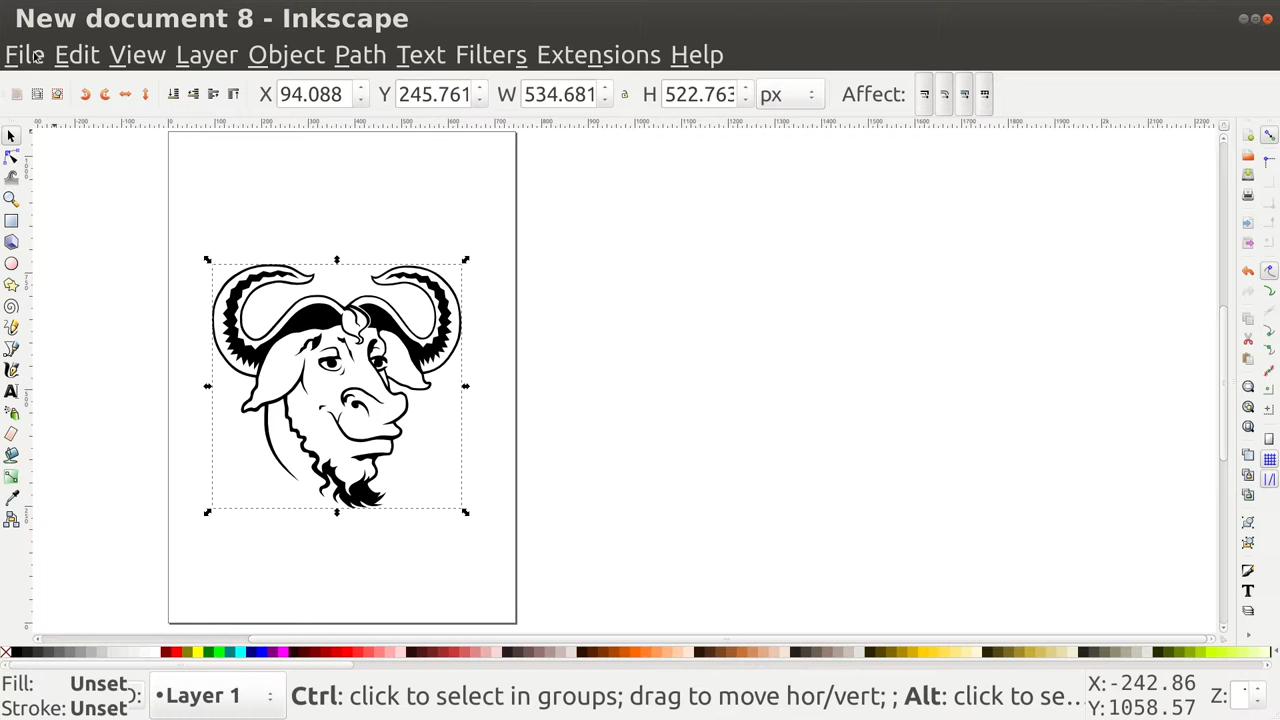 New document 8 - Inkscape
File Edit View Layer Object Path Text Filters Extensions Help
X 94.088 Y 245.761 W 534.681 H 522.763 px Affect:
Fill: Unset
Stroke: Unset
•Layer 1
Ctrl: click to select in groups; drag to move hor/vert; ; Alt: click to se...
X:-242.86
Y:1058.57
Z: